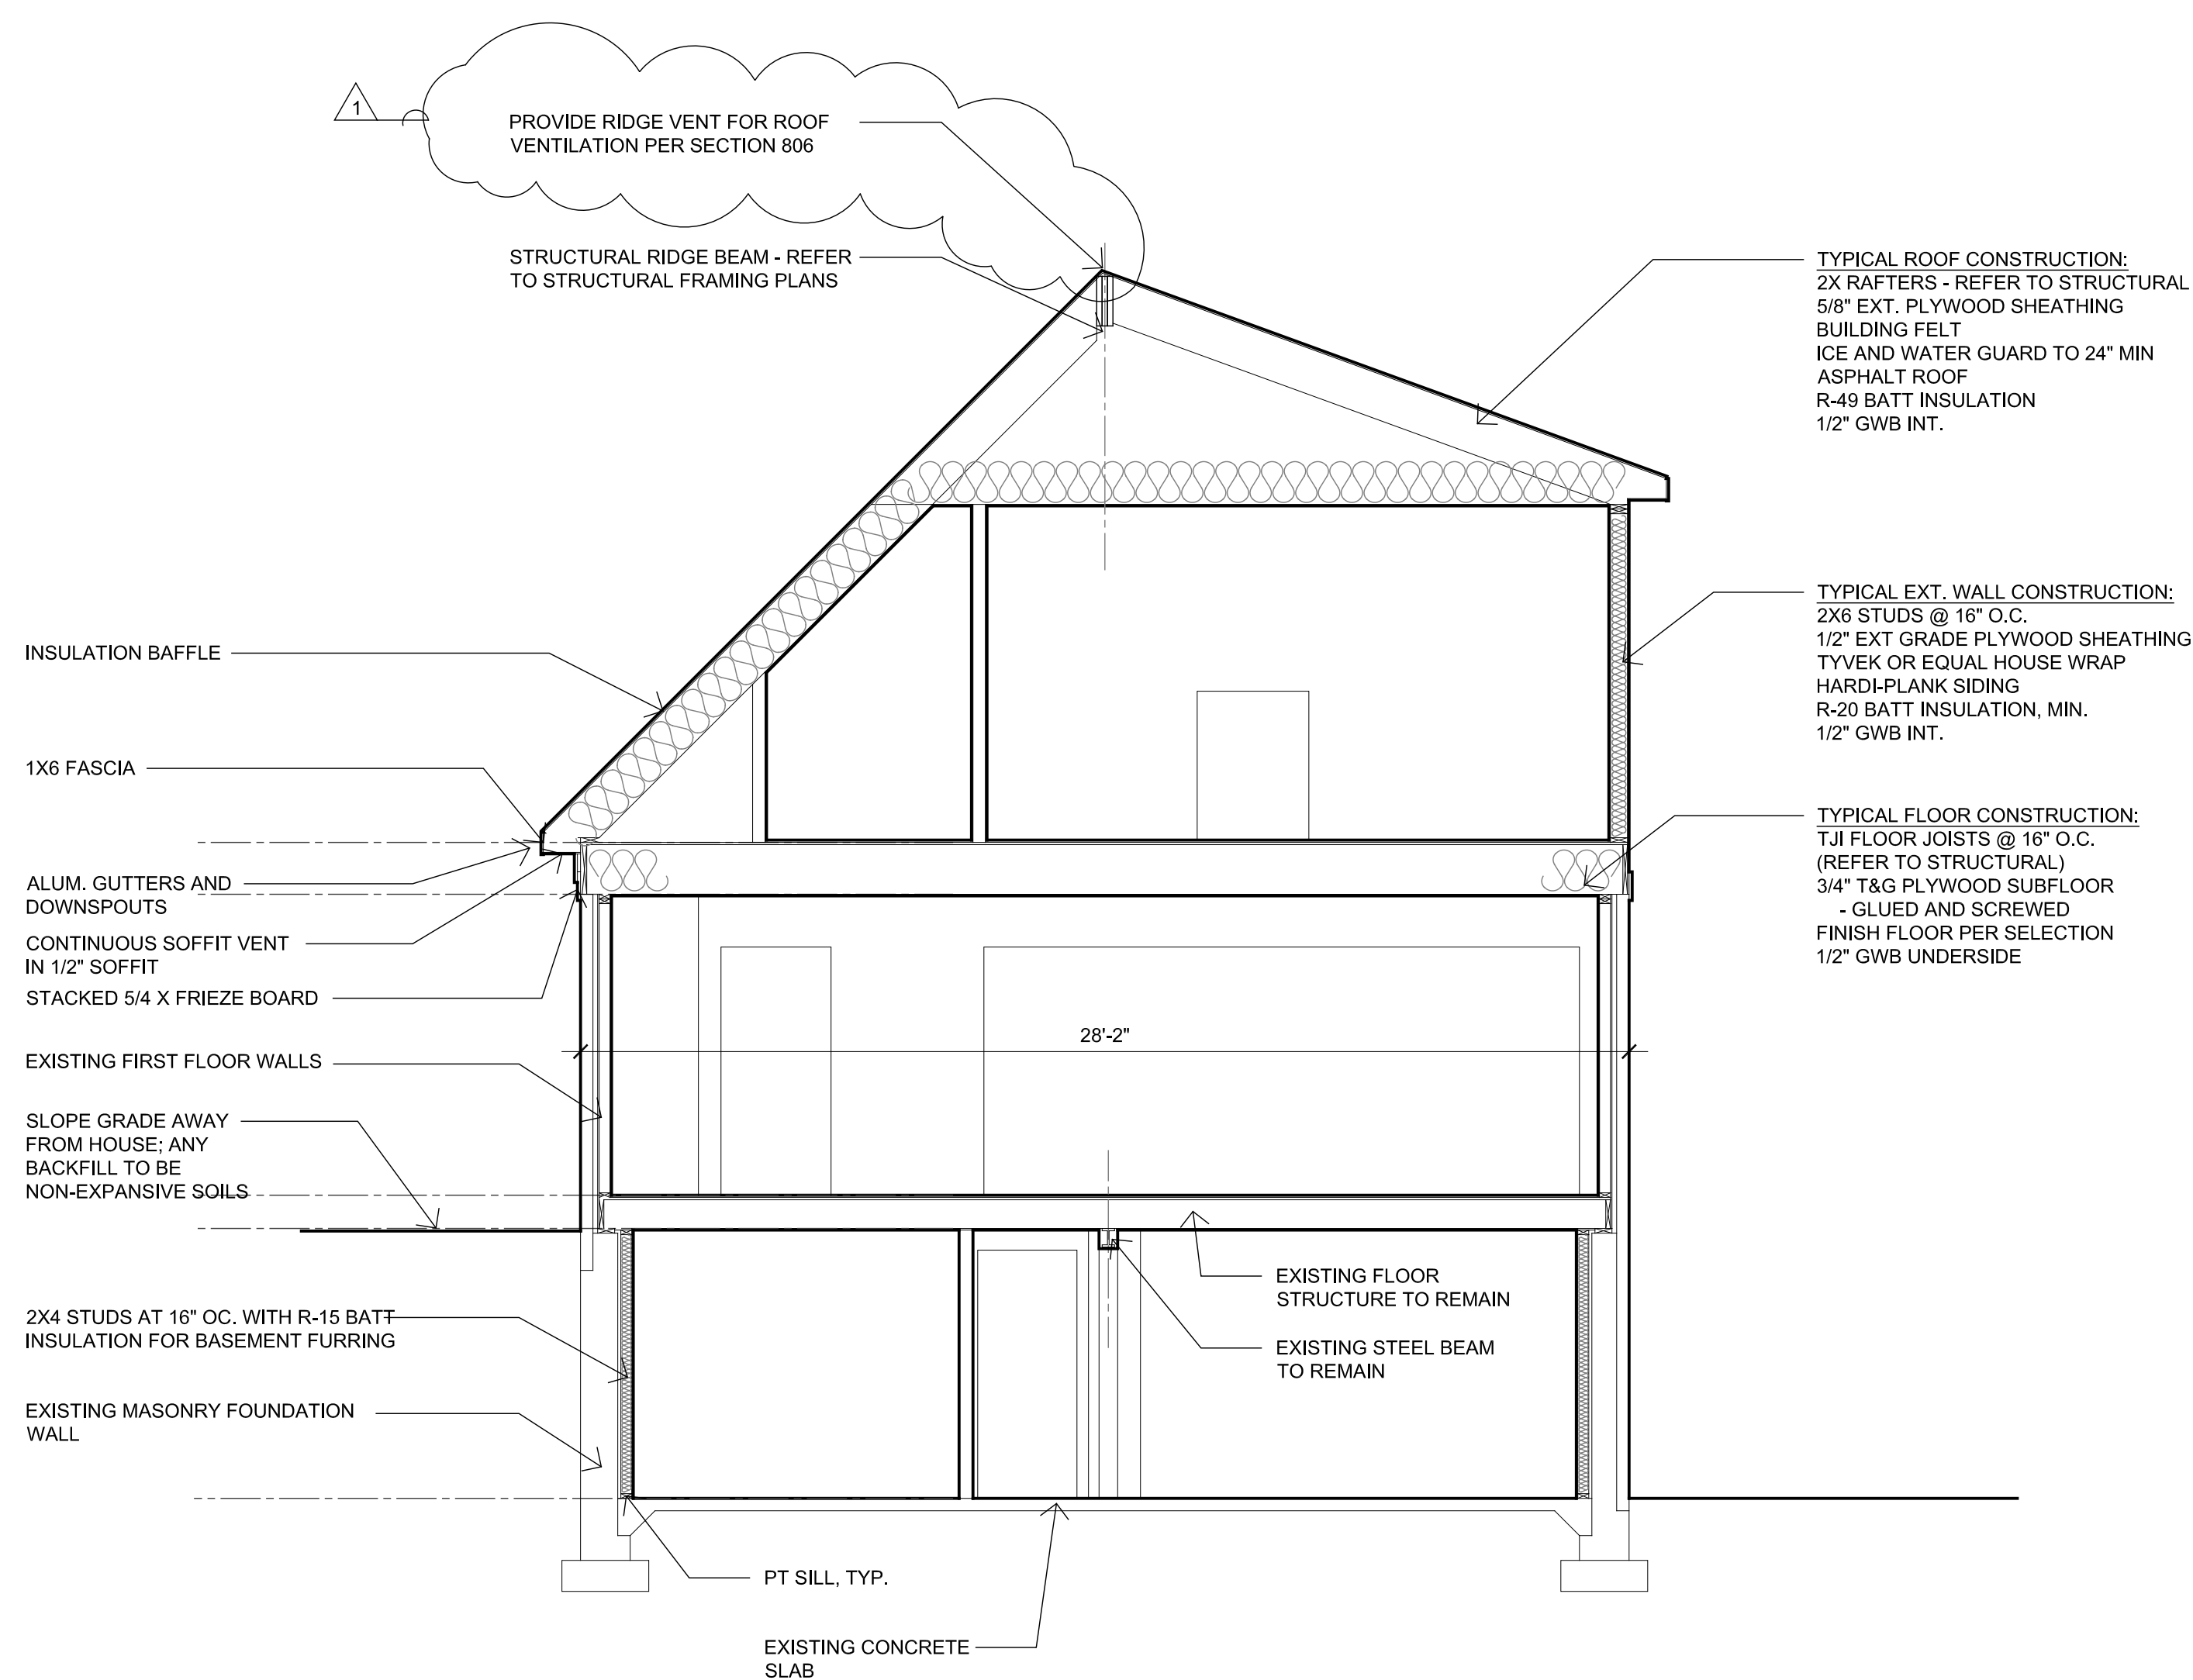 1
PROVIDE RIDGE VENT FOR ROOF
VENTILATION PER SECTION 806
STRUCTURAL RIDGE BEAM - REFER
TO STRUCTURAL FRAMING PLANS
TYPICAL ROOF CONSTRUCTION:
2X RAFTERS - REFER TO STRUCTURAL
5/8" EXT. PLYWOOD SHEATHING
BUILDING FELT
ICE AND WATER GUARD TO 24" MIN
ASPHALT ROOF
R-49 BATT INSULATION
1/2" GWB INT.
TYPICAL EXT. WALL CONSTRUCTION:
2X6 STUDS @ 16" O.C.
1/2" EXT GRADE PLYWOOD SHEATHING
TYVEK OR EQUAL HOUSE WRAP
HARDI-PLANK SIDING
R-20 BATT INSULATION, MIN.
1/2" GWB INT.
TYPICAL FLOOR CONSTRUCTION:
TJI FLOOR JOISTS @ 16" O.C.
(REFER TO STRUCTURAL)
3/4" T&G PLYWOOD SUBFLOOR
- GLUED AND SCREWED
FINISH FLOOR PER SELECTION
1/2" GWB UNDERSIDE
INSULATION BAFFLE
1X6 FASCIA
ALUM. GUTTERS AND
DOWNSPOUTS
CONTINUOUS SOFFIT VENT
IN 1/2" SOFFIT
STACKED 5/4 X FRIEZE BOARD
28'-2"
EXISTING FIRST FLOOR WALLS
SLOPE GRADE AWAY
FROM HOUSE; ANY
BACKFILL TO BE
NON-EXPANSIVE SOILS
2X4 STUDS AT 16" OC. WITH R-15 BATT
INSULATION FOR BASEMENT FURRING
EXISTING MASONRY FOUNDATION
WALL
EXISTING FLOOR
STRUCTURE TO REMAIN
EXISTING STEEL BEAM
TO REMAIN
PT SILL, TYP.
EXISTING CONCRETE
SLAB